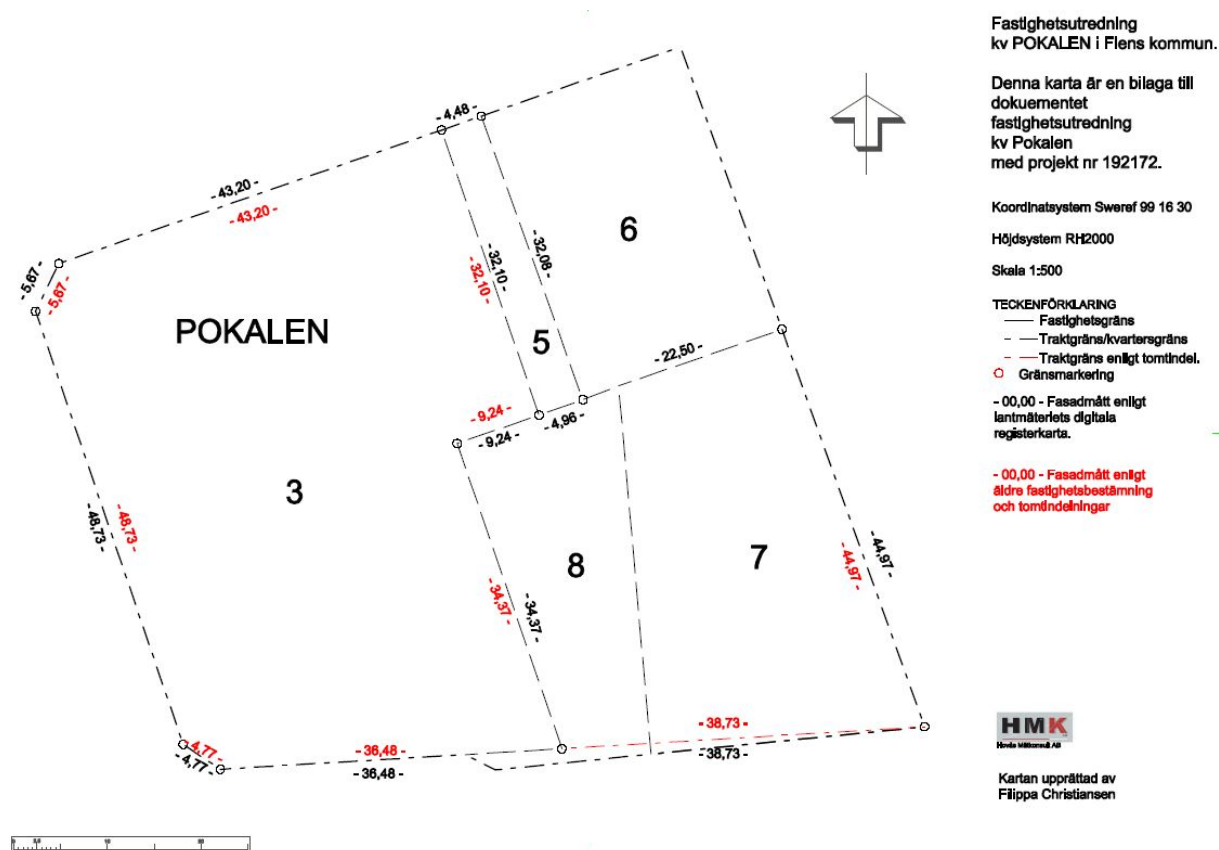 Fastighetsutredning
kv POKALEN i Flens kommun.
Denna karta är en bilaga till
dokuementet
fastighetsutredning
kv Pokalen
med projekt nr 192172.
Koordinatsystem Sweref 99 16 30
Höjdsystem RH2000
Skala 1:500
TECKENFÖRKLARING
Fastighetsgräns
Traktgräns/kvartersgräns
Traktgräns enligt tomtindel.
Gränsmarkering
- 00,00 - Fasadmått enligt
lantmäteriets digitala
registerkarta.
- 00,00 - Fasadmått enligt
äldre fastighetsbestämning
och tomtindelningar
HMK
Kartan upprättad av
Filippa Christiansen
- 4,48 -
- 43,20 -
- 43,20 -
- 5,67 -
- 5,67 -
- 32,10 -
- 32,10 -
- 32,08 -
6
POKALEN
5
- 22,50 -
- 9,24 -
- 9,24 -
- 4,96 -
3
- 48,73 -
- 48,73 -
8
7
- 34,37 -
- 34,37 -
- 44,97 -
- 44,97 -
- 4,77 -
- 4,77 -
- 36,48 -
- 36,48 -
- 38,73 -
- 38,73 -